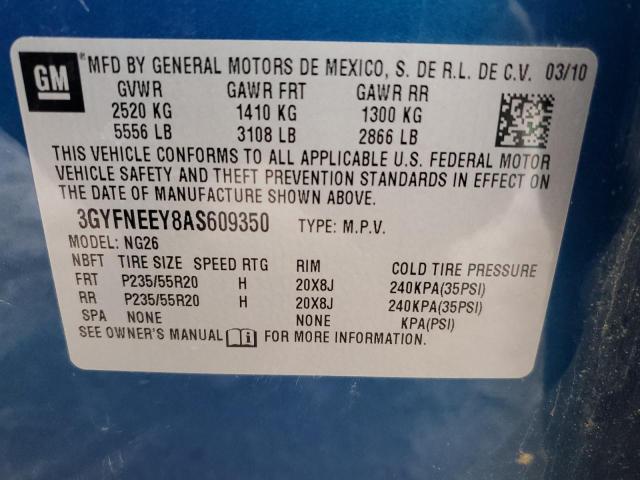 GM
MFD BY GENERAL MOTORS DE MEXICO, S. DE R.L. DE C.V. 03/10
GVWR GAWR FRT GAWR RR
2520 KG 1410 KG 1300 KG
5556 LB 3108 LB 2866 LB
THIS VEHICLE CONFORMS TO ALL APPLICABLE U.S. FEDERAL MOTOR
VEHICLE SAFETY AND THEFT PREVENTION STANDARDS IN EFFECT ON
THE DATE OF MANUFACTURE SHOWN ABOVE.
3GYFNEEY8AS609350 TYPE: M.P.V.
MODEL: NG26
NBFT TIRE SIZE SPEED RTG RIM COLD TIRE PRESSURE
FRT P235/55R20 H 20X8J 240KPA(35PSI)
RR P235/55R20 H 20X8J 240KPA(35PSI)
SPA NONE NONE KPA(PSI)
SEE OWNER'S MANUAL FOR MORE INFORMATION.